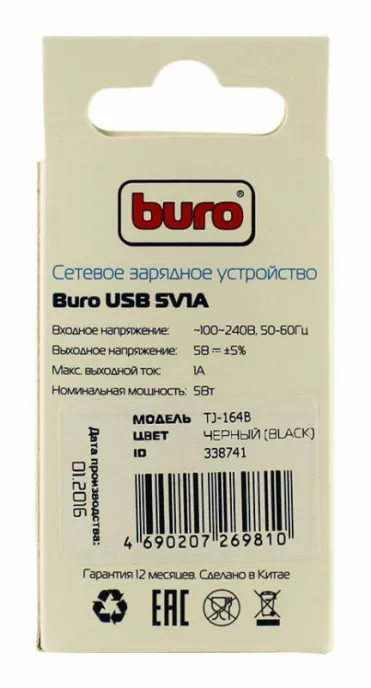 buro®
Сетевое зарядное устройство
Buro USB 5V1A
Входное напряжение: ~100~240В, 50-60Гц
Выходное напряжение: 5В ⎓ ±5%
Макс. выходной ток: 1А
Номинальная мощность: 5Вт
МОДЕЛЬ TJ-164B
ЦВЕТ ЧЕРНЫЙ (BLACK)
ID 338741
Дата производства:
01.2016
4 690207 269810
Гарантия 12 месяцев. Сделано в Китае
EAC